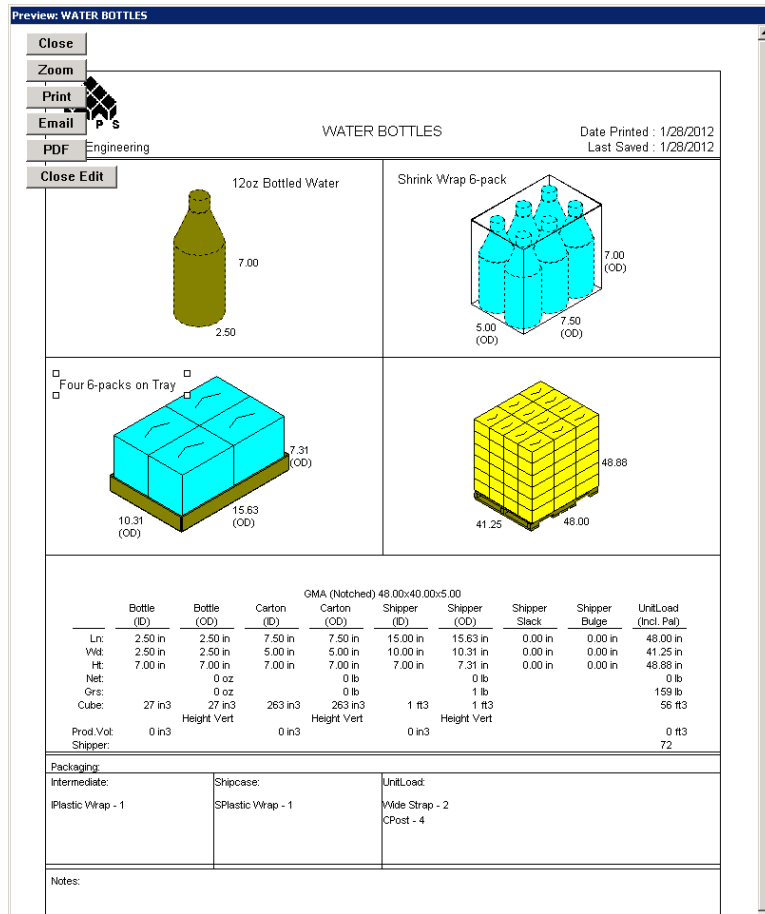 Preview: WATER BOTTLES
Close
Zoom
Print
Email
PDF
Close Edit
P S
Engineering
WATER BOTTLES
Date Printed : 1/28/2012
Last Saved : 1/28/2012
12oz Bottled Water
7.00
2.50
Shrink Wrap 6-pack
7.00
(OD)
7.50
(OD)
5.00
(OD)
Four 6-packs on Tray
7.31
(OD)
15.63
(OD)
10.31
(OD)
48.88
41.25
48.00
GMA (Notched) 48.00x40.00x5.00
Bottle Bottle Carton Carton Shipper Shipper Shipper Shipper UnitLoad
(ID) (OD) (ID) (OD) (ID) (OD) Slack Bulge (Incl. Pal)
Ln: 2.50 in 2.50 in 7.50 in 7.50 in 15.00 in 15.63 in 0.00 in 0.00 in 48.00 in
Wd: 2.50 in 2.50 in 5.00 in 5.00 in 10.00 in 10.31 in 0.00 in 0.00 in 41.25 in
Ht: 7.00 in 7.00 in 7.00 in 7.00 in 7.00 in 7.31 in 0.00 in 0.00 in 48.88 in
Net: 0 oz 0 lb 0 lb 0 lb
Grs: 0 oz 0 lb 1 lb 159 lb
Cube: 27 in3 27 in3 263 in3 263 in3 1 ft3 1 ft3 56 ft3
Height Vert Height Vert Height Vert
Prod.Vol: 0 in3 0 in3 0 in3 0 ft3
Shipper: 72
Packaging:
Intermediate: Shipcase: UnitLoad:
IPlastic Wrap - 1 SPlastic Wrap - 1 Wide Strap - 2
CPost - 4
Notes: